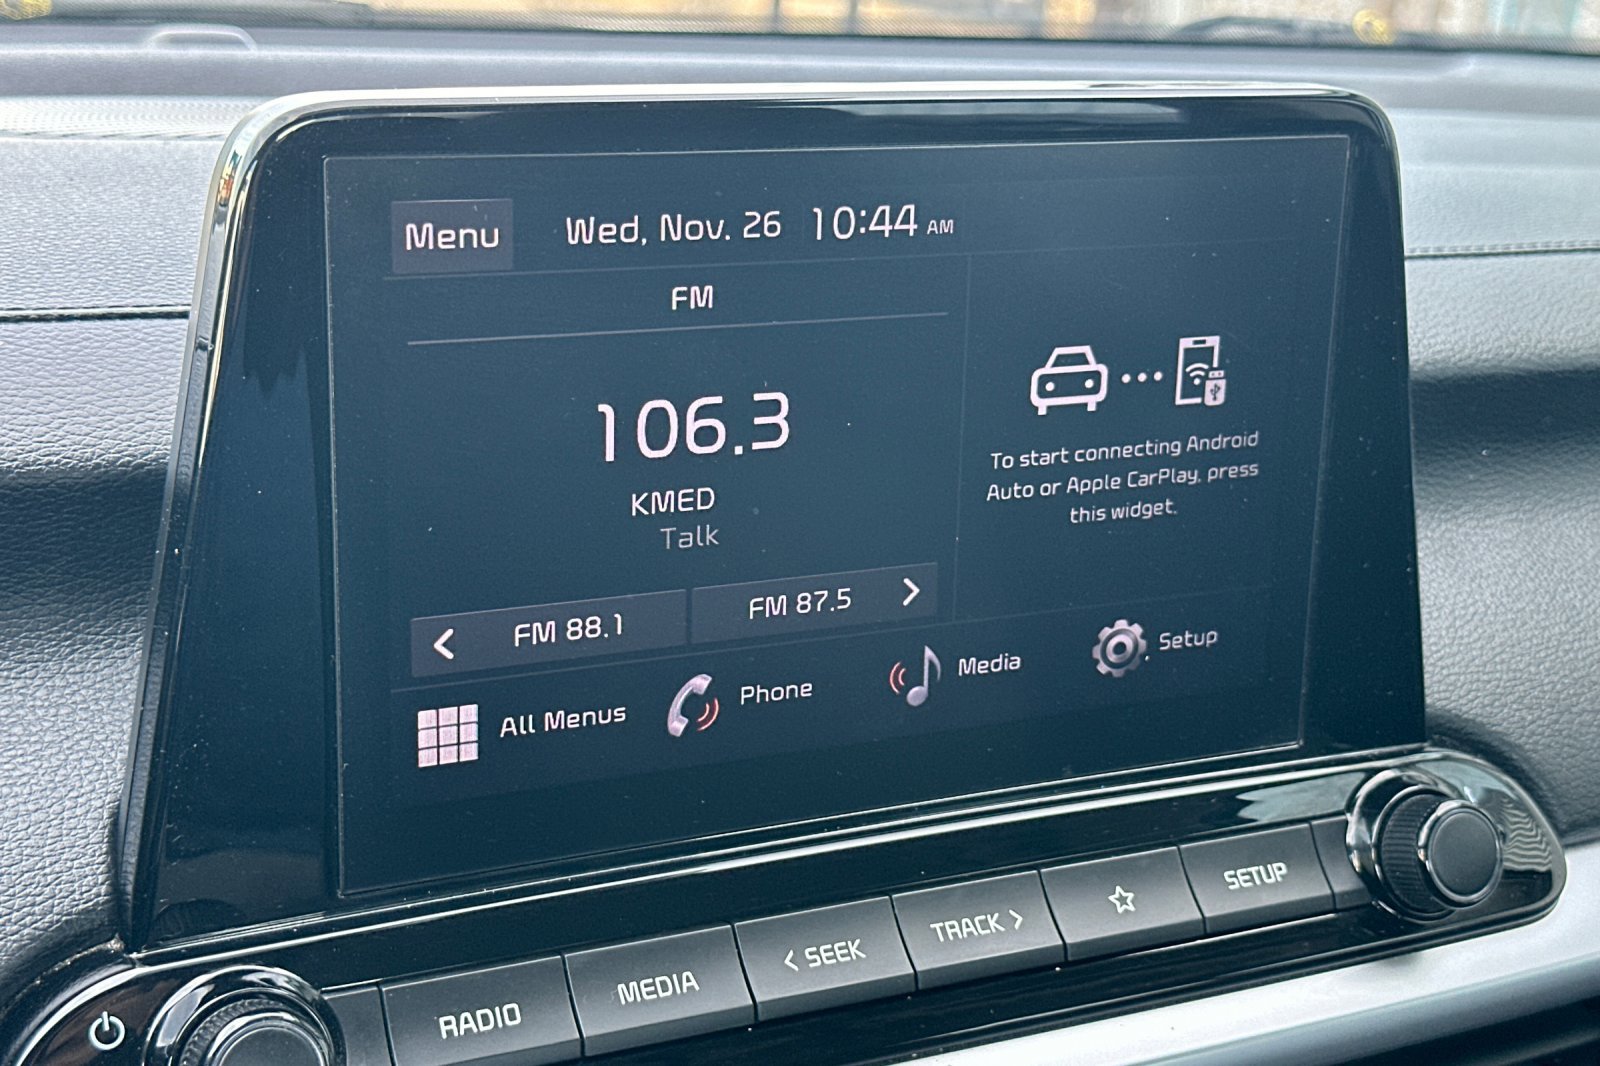 Menu
Wed, Nov. 26 10:44 AM
FM
106.3
KMED
Talk
To start connecting Android
Auto or Apple CarPlay, press
this widget.
< FM 88.1
FM 87.5 >
All Menus
Phone
Media
Setup
RADIO
MEDIA
< SEEK
TRACK >
SETUP